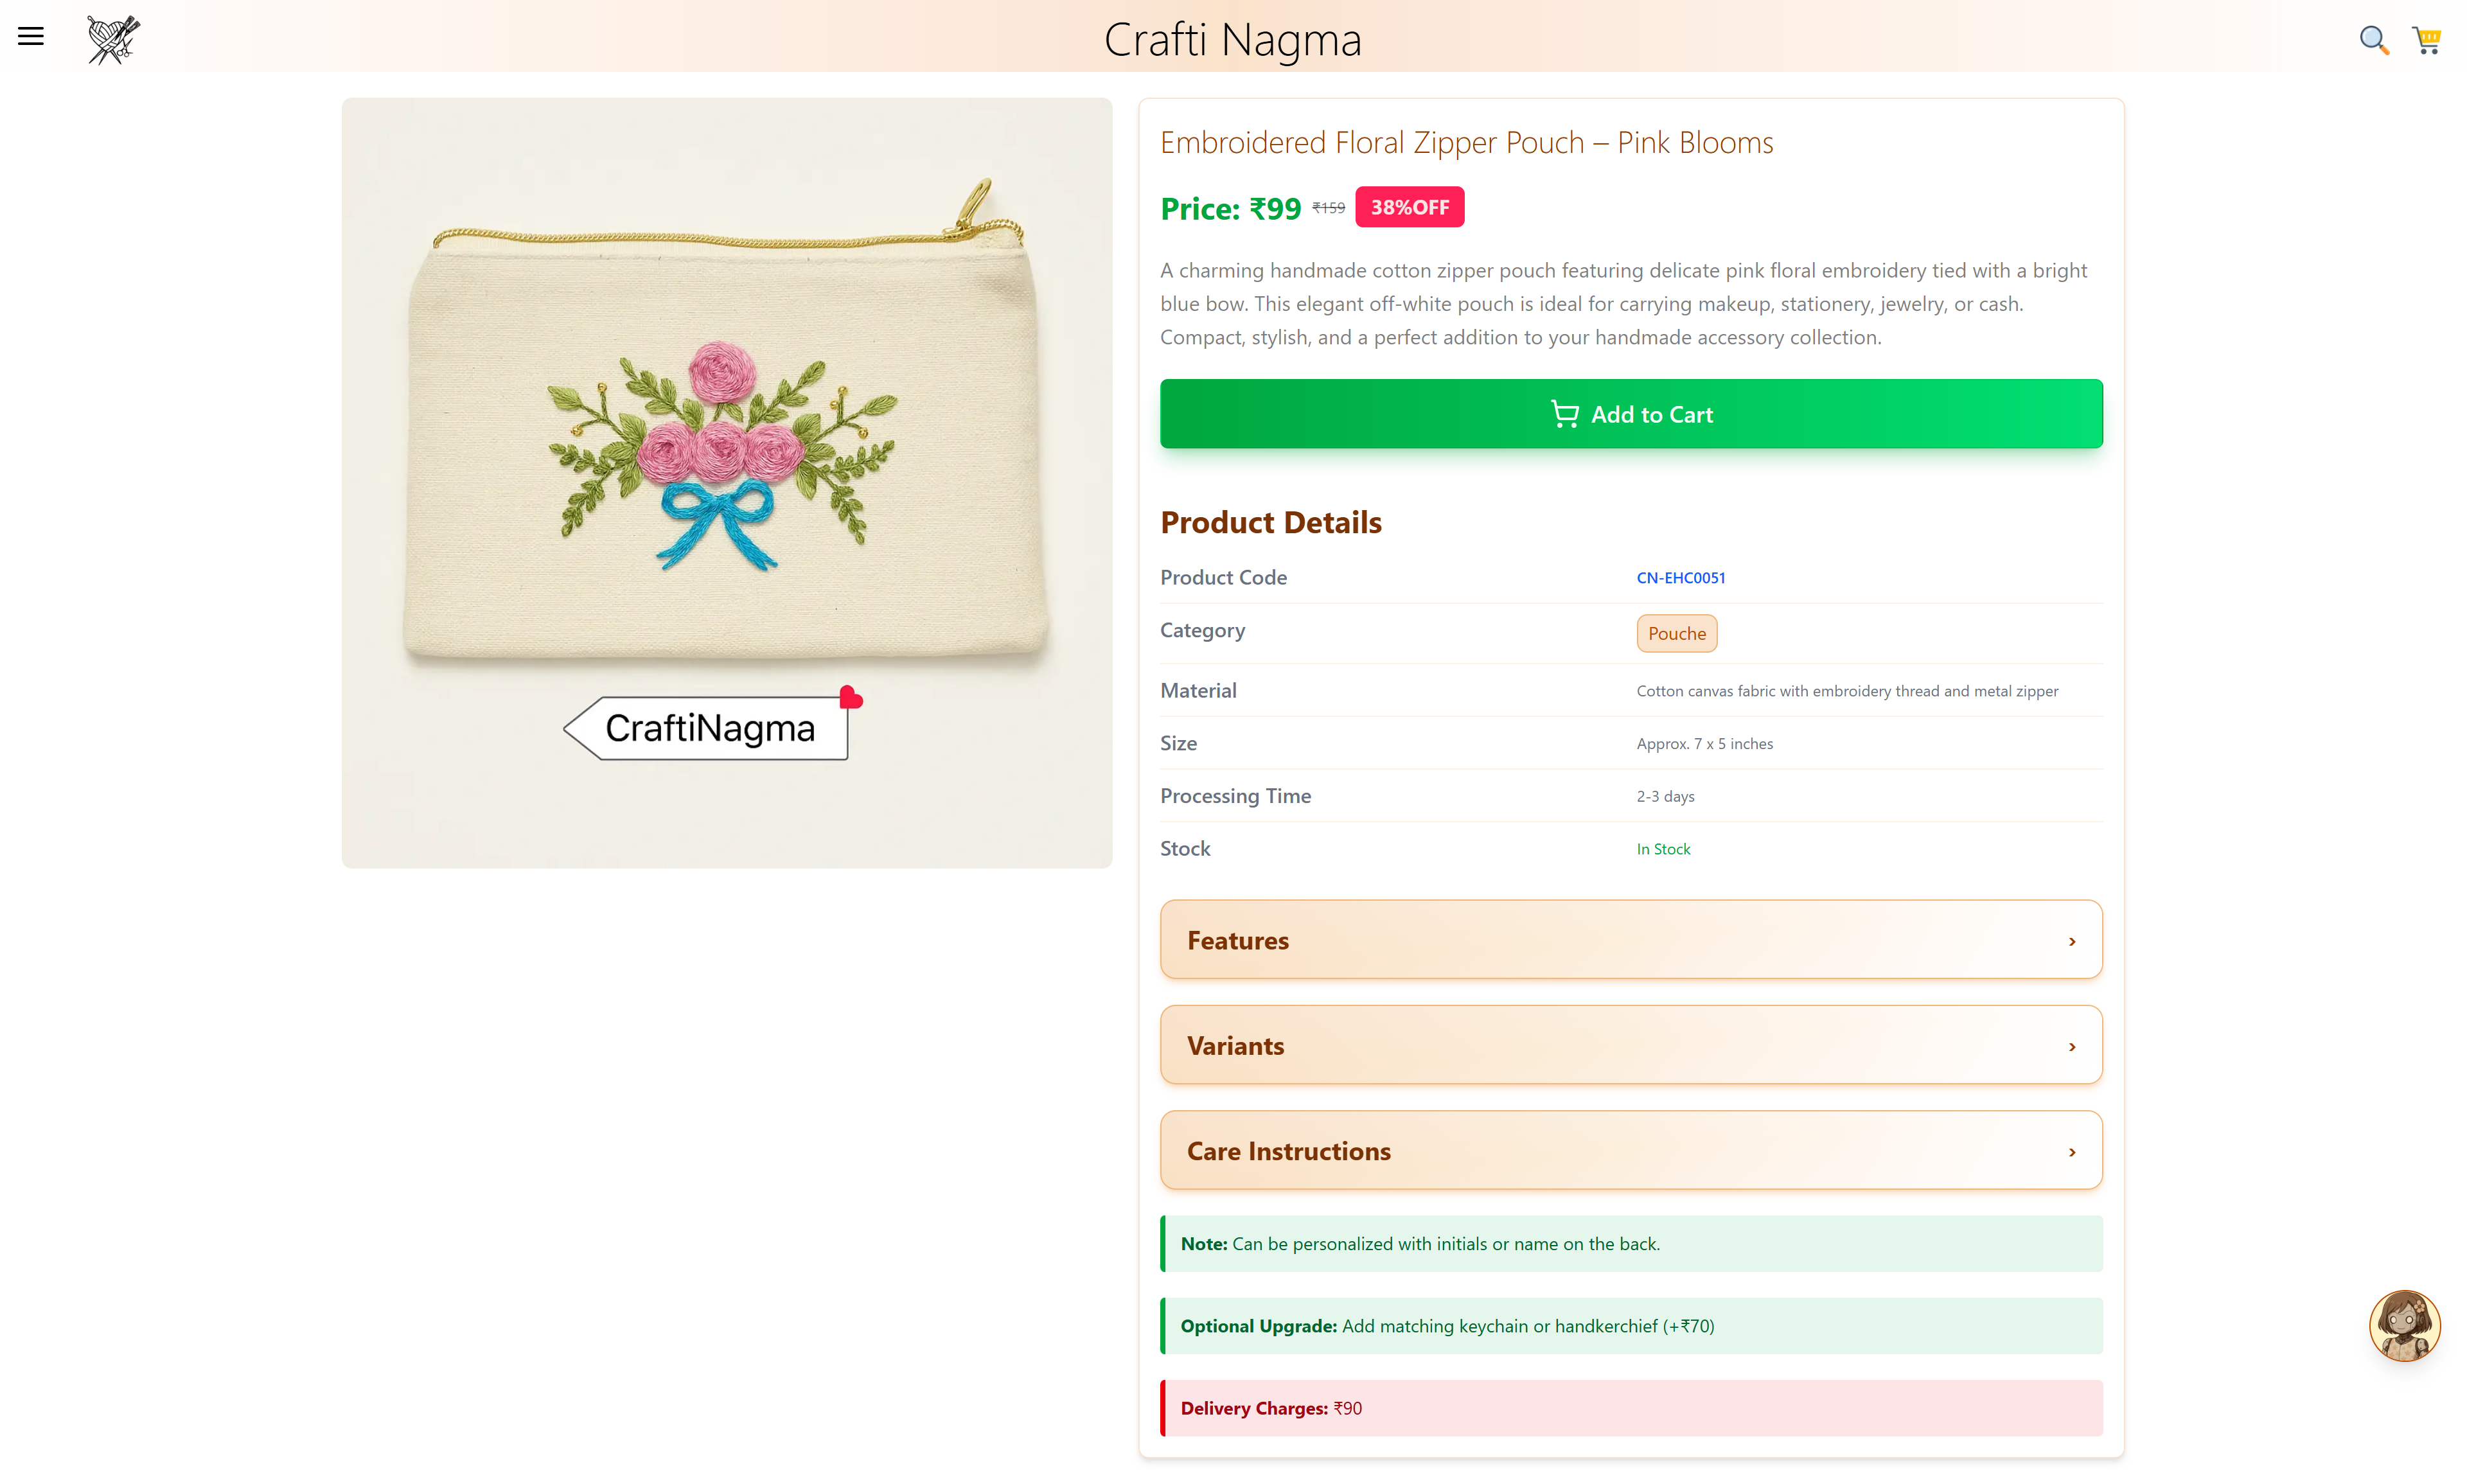 Crafti Nagma
CraftiNagma
Embroidered Floral Zipper Pouch – Pink Blooms
Price: ₹99 ₹159 38%OFF
A charming handmade cotton zipper pouch featuring delicate pink floral embroidery tied with a bright
blue bow. This elegant off-white pouch is ideal for carrying makeup, stationery, jewelry, or cash.
Compact, stylish, and a perfect addition to your handmade accessory collection.
Add to Cart
Product Details
Product Code CN-EHC0051
Category Pouche
Material Cotton canvas fabric with embroidery thread and metal zipper
Size Approx. 7 x 5 inches
Processing Time 2-3 days
Stock In Stock
Features ›
Variants ›
Care Instructions ›
Note: Can be personalized with initials or name on the back.
Optional Upgrade: Add matching keychain or handkerchief (+₹70)
Delivery Charges: ₹90